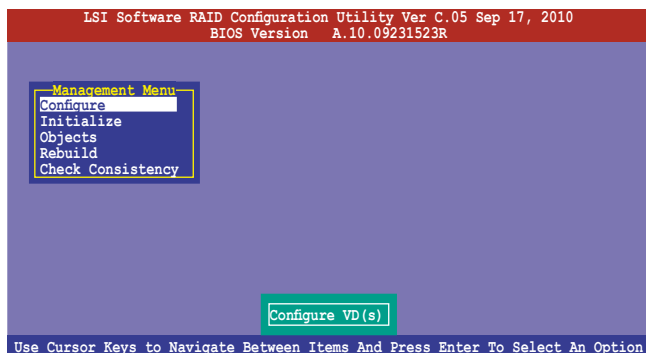 LSI Software RAID Configuration Utility Ver C.05 Sep 17, 2010
BIOS Version A.10.09231523R
Management Menu
Configure
Initialize
Objects
Rebuild
Check Consistency
Configure VD(s)
Use Cursor Keys to Navigate Between Items And Press Enter To Select An Option